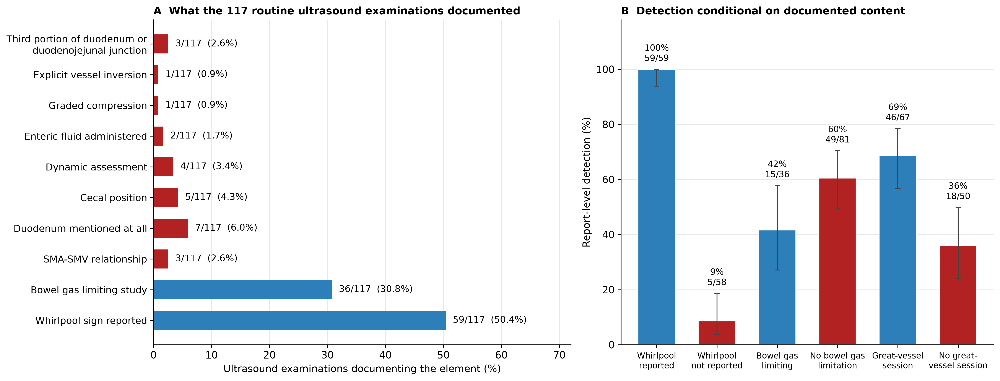 A  What the 117 routine ultrasound examinations documented
Third portion of duodenum or
duodenojejunal junction
3/117  (2.6%)
Explicit vessel inversion
1/117  (0.9%)
Graded compression
1/117  (0.9%)
Enteric fluid administered
2/117  (1.7%)
Dynamic assessment
4/117  (3.4%)
Cecal position
5/117  (4.3%)
Duodenum mentioned at all
7/117  (6.0%)
SMA-SMV relationship
3/117  (2.6%)
Bowel gas limiting study
36/117  (30.8%)
Whirlpool sign reported
59/117  (50.4%)
0 10 20 30 40 50 60 70
Ultrasound examinations documenting the element (%)
B  Detection conditional on documented content
Report-level detection (%)
100
80
60
40
20
0
100%
59/59
9%
5/58
42%
15/36
60%
49/81
69%
46/67
36%
18/50
Whirlpool
reported
Whirlpool
not reported
Bowel gas
limiting
No bowel gas
limitation
Great-vessel
session
No great-
vessel session